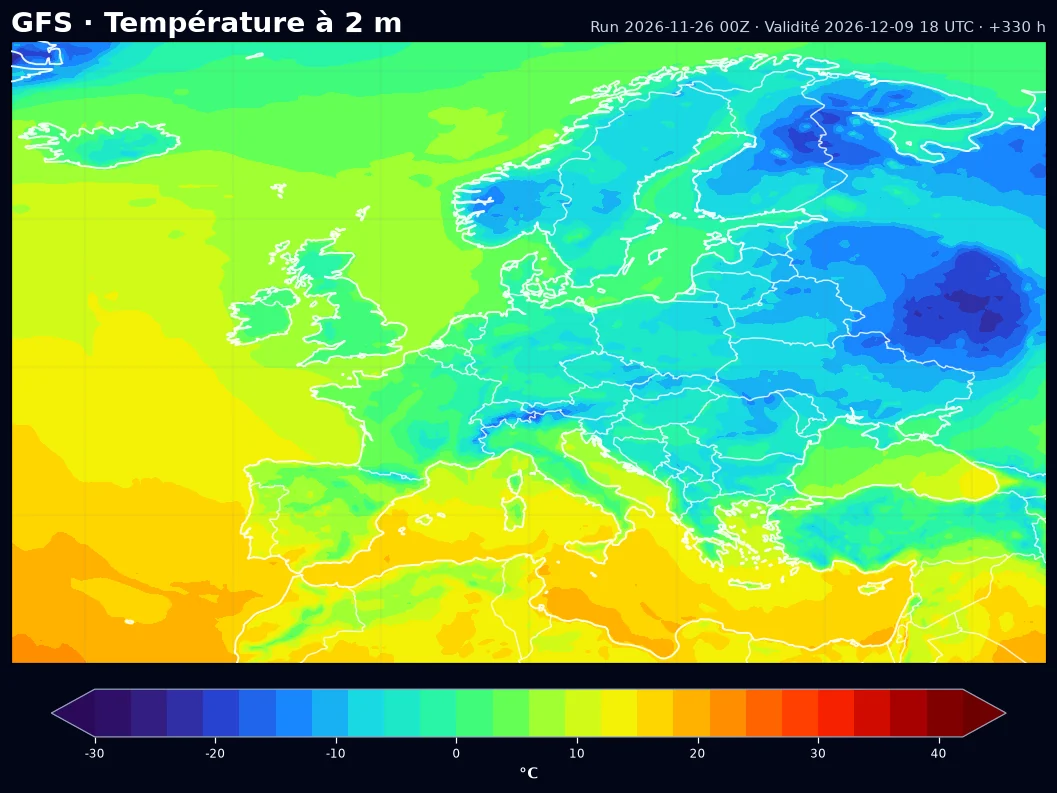 GFS · Température à 2 m
Run 2026-11-26 00Z · Validité 2026-12-09 18 UTC · +330 h
-30 -20 -10 0 10 20 30 40
°C